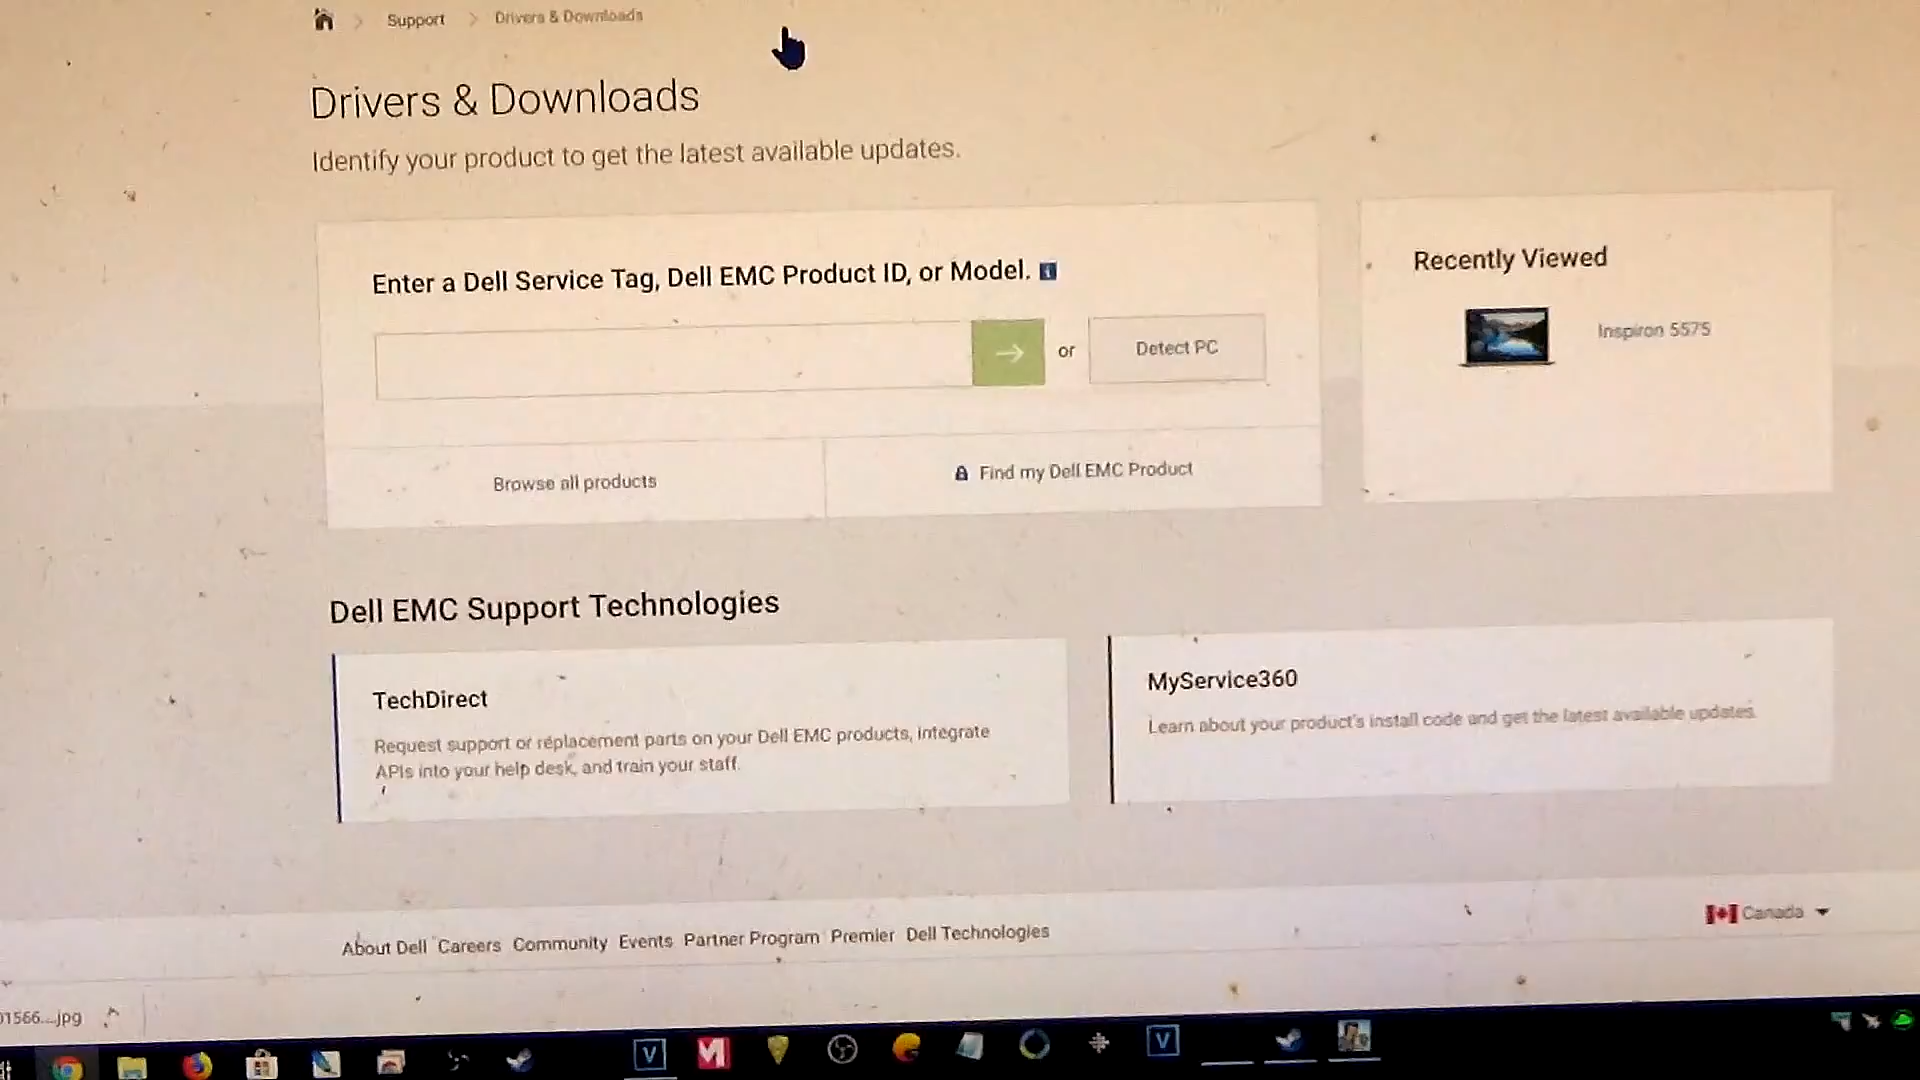 Support > Drivers & Downloads
Drivers & Downloads
Identify your product to get the latest available updates.
Enter a Dell Service Tag, Dell EMC Product ID, or Model.
or
Detect PC
Browse all products
Find my Dell EMC Product
Recently Viewed
Inspiron 5575
Dell EMC Support Technologies
TechDirect
Request support or replacement parts on your Dell EMC products, integrate
APIs into your help desk, and train your staff.
MyService360
Learn about your product's install code and get the latest available updates.
Canada
About Dell Careers Community Events Partner Program Premier Dell Technologies
01566....jpg